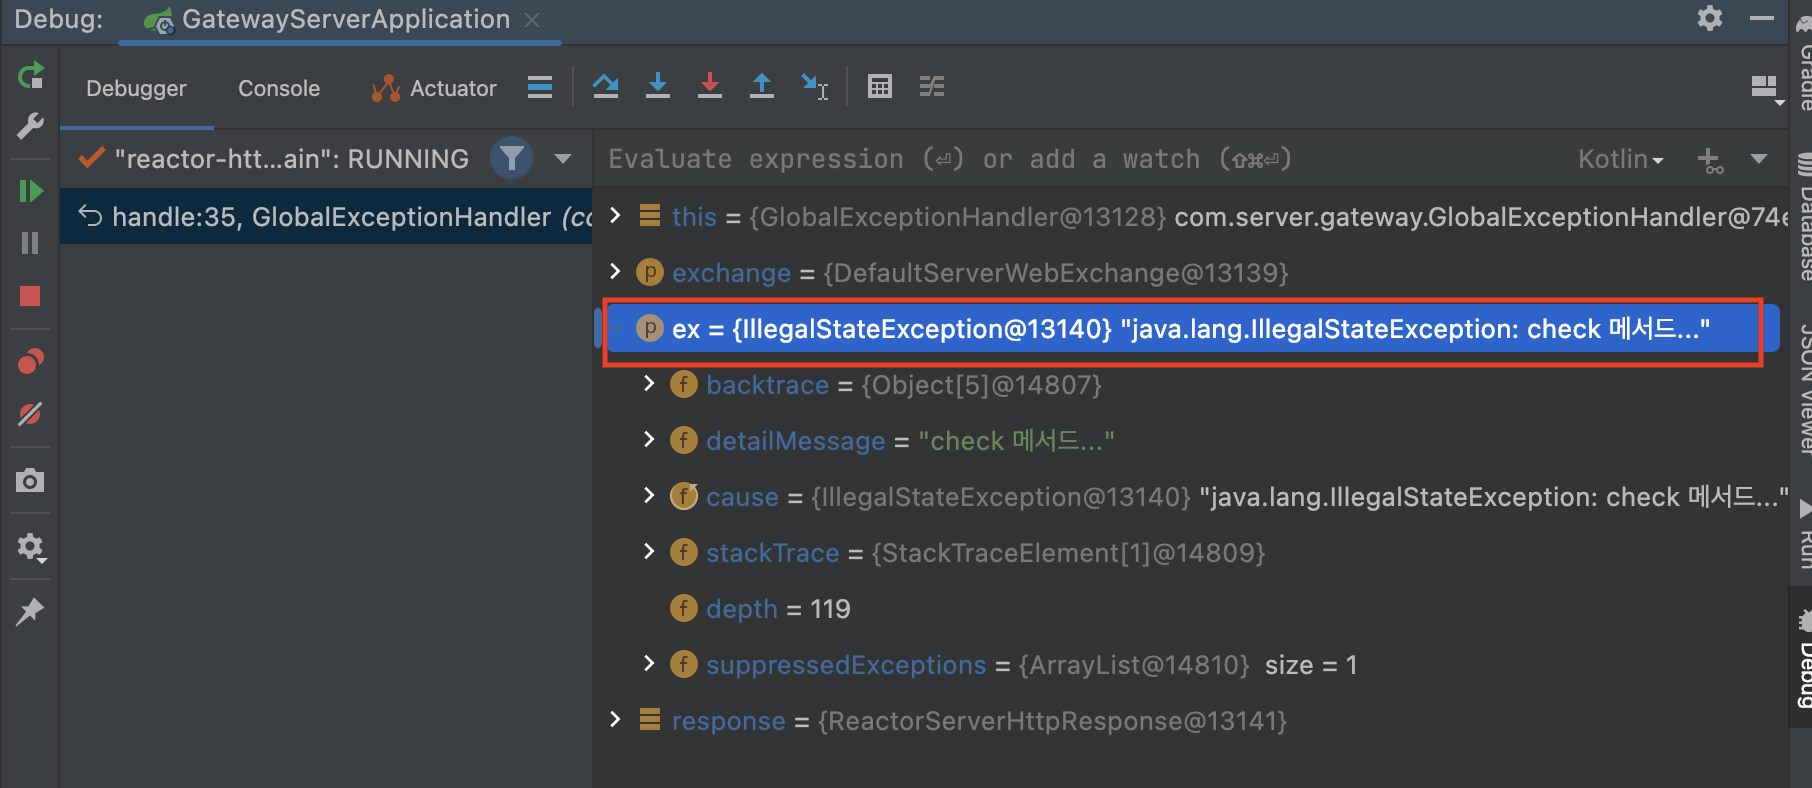 Debug: GatewayServerApplication
Debugger Console Actuator
"reactor-htt...ain": RUNNING
Evaluate expression (⏎) or add a watch (⇧⌘⏎) Kotlin
handle:35, GlobalExceptionHandler (co
this = {GlobalExceptionHandler@13128} com.server.gateway.GlobalExceptionHandler@74e
p exchange = {DefaultServerWebExchange@13139}
p ex = {IllegalStateException@13140} "java.lang.IllegalStateException: check 메서드..."
f backtrace = {Object[5]@14807}
f detailMessage = "check 메서드..."
f cause = {IllegalStateException@13140} "java.lang.IllegalStateException: check 메서드..."
f stackTrace = {StackTraceElement[1]@14809}
f depth = 119
f suppressedExceptions = {ArrayList@14810} size = 1
response = {ReactorServerHttpResponse@13141}
Gradle
Database
JSON Viewer
Run
Debug